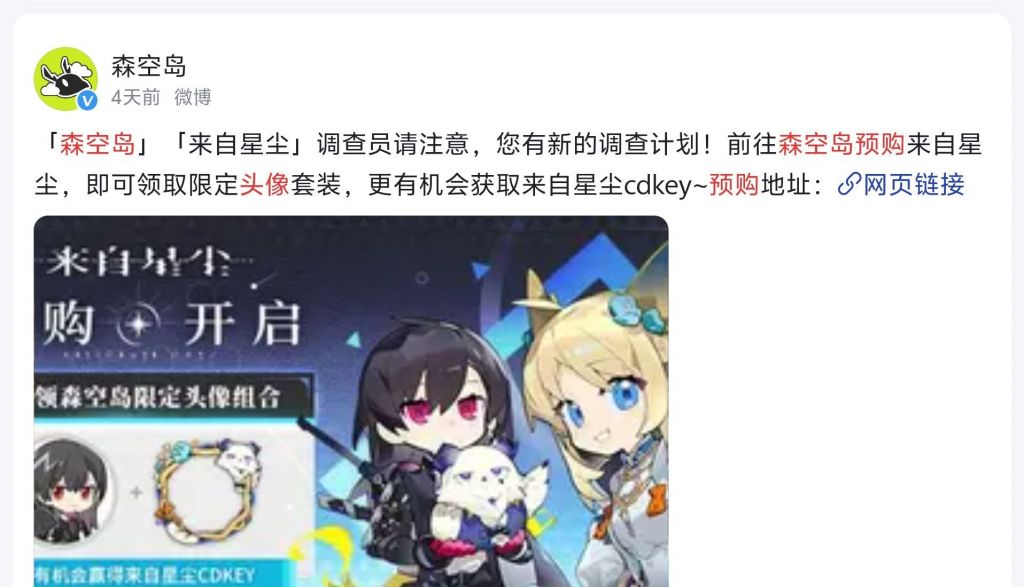 森空岛
4天前 微博
「森空岛」「来自星尘」调查员请注意，您有新的调查计划！前往森空岛预购来自星
尘，即可领取限定头像套装，更有机会获取来自星尘cdkey~预购地址：网页链接
来自星尘
购 开启
领森空岛限定头像组合
+
有机会赢得来自星尘CDKEY